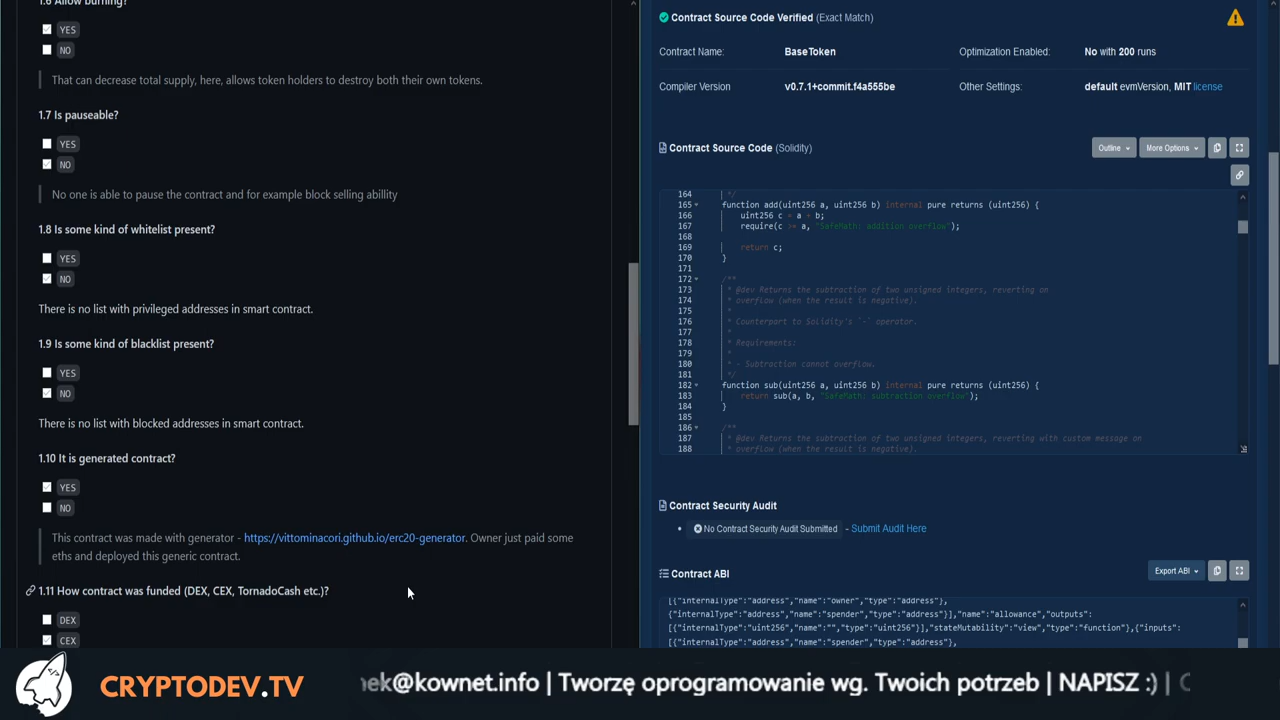 1.6 Allow burning?
YES
NO
That can decrease total supply, here, allows token holders to destroy both their own tokens.
1.7 Is pauseable?
YES
NO
No one is able to pause the contract and for example block selling abillity
1.8 Is some kind of whitelist present?
YES
NO
There is no list with privileged addresses in smart contract.
1.9 Is some kind of blacklist present?
YES
NO
There is no list with blocked addresses in smart contract.
1.10 It is generated contract?
YES
NO
This contract was made with generator - https://vittominacori.github.io/erc20-generator. Owner just paid some
eths and deployed this generic contract.
1.11 How contract was funded (DEX, CEX, TornadoCash etc.)?
DEX
CEX
Contract Source Code Verified (Exact Match)
Contract Name: BaseToken Optimization Enabled: No with 200 runs
Compiler Version v0.7.1+commit.f4a555be Other Settings: default evmVersion, MIT license
Contract Source Code (Solidity)
Outline
More Options
164 */
165 function add(uint256 a, uint256 b) internal pure returns (uint256) {
166 uint256 c = a + b;
167 require(c >= a, "SafeMath: addition overflow");
168
169 return c;
170 }
171
172 /**
173 * @dev Returns the subtraction of two unsigned integers, reverting on
174 * overflow (when the result is negative).
175 *
176 * Counterpart to Solidity's `-` operator.
177 *
178 * Requirements:
179 *
180 * - Subtraction cannot overflow.
181 */
182 function sub(uint256 a, uint256 b) internal pure returns (uint256) {
183 return sub(a, b, "SafeMath: subtraction overflow");
184 }
185
186 /**
187 * @dev Returns the subtraction of two unsigned integers, reverting with custom message on
188 * overflow (when the result is negative).
Contract Security Audit
No Contract Security Audit Submitted - Submit Audit Here
Contract ABI
Export ABI
[{"internalType":"address","name":"owner","type":"address"},
{"internalType":"address","name":"spender","type":"address"}],"name":"allowance","outputs":
[{"internalType":"uint256","name":"","type":"uint256"}],"stateMutability":"view","type":"function"},{"inputs":
[{"internalType":"address","name":"spender","type":"address"},
CRYPTODEV.TV
nek@kownet.info | Tworzę oprogramowanie wg. Twoich potrzeb | NAPISZ :) |